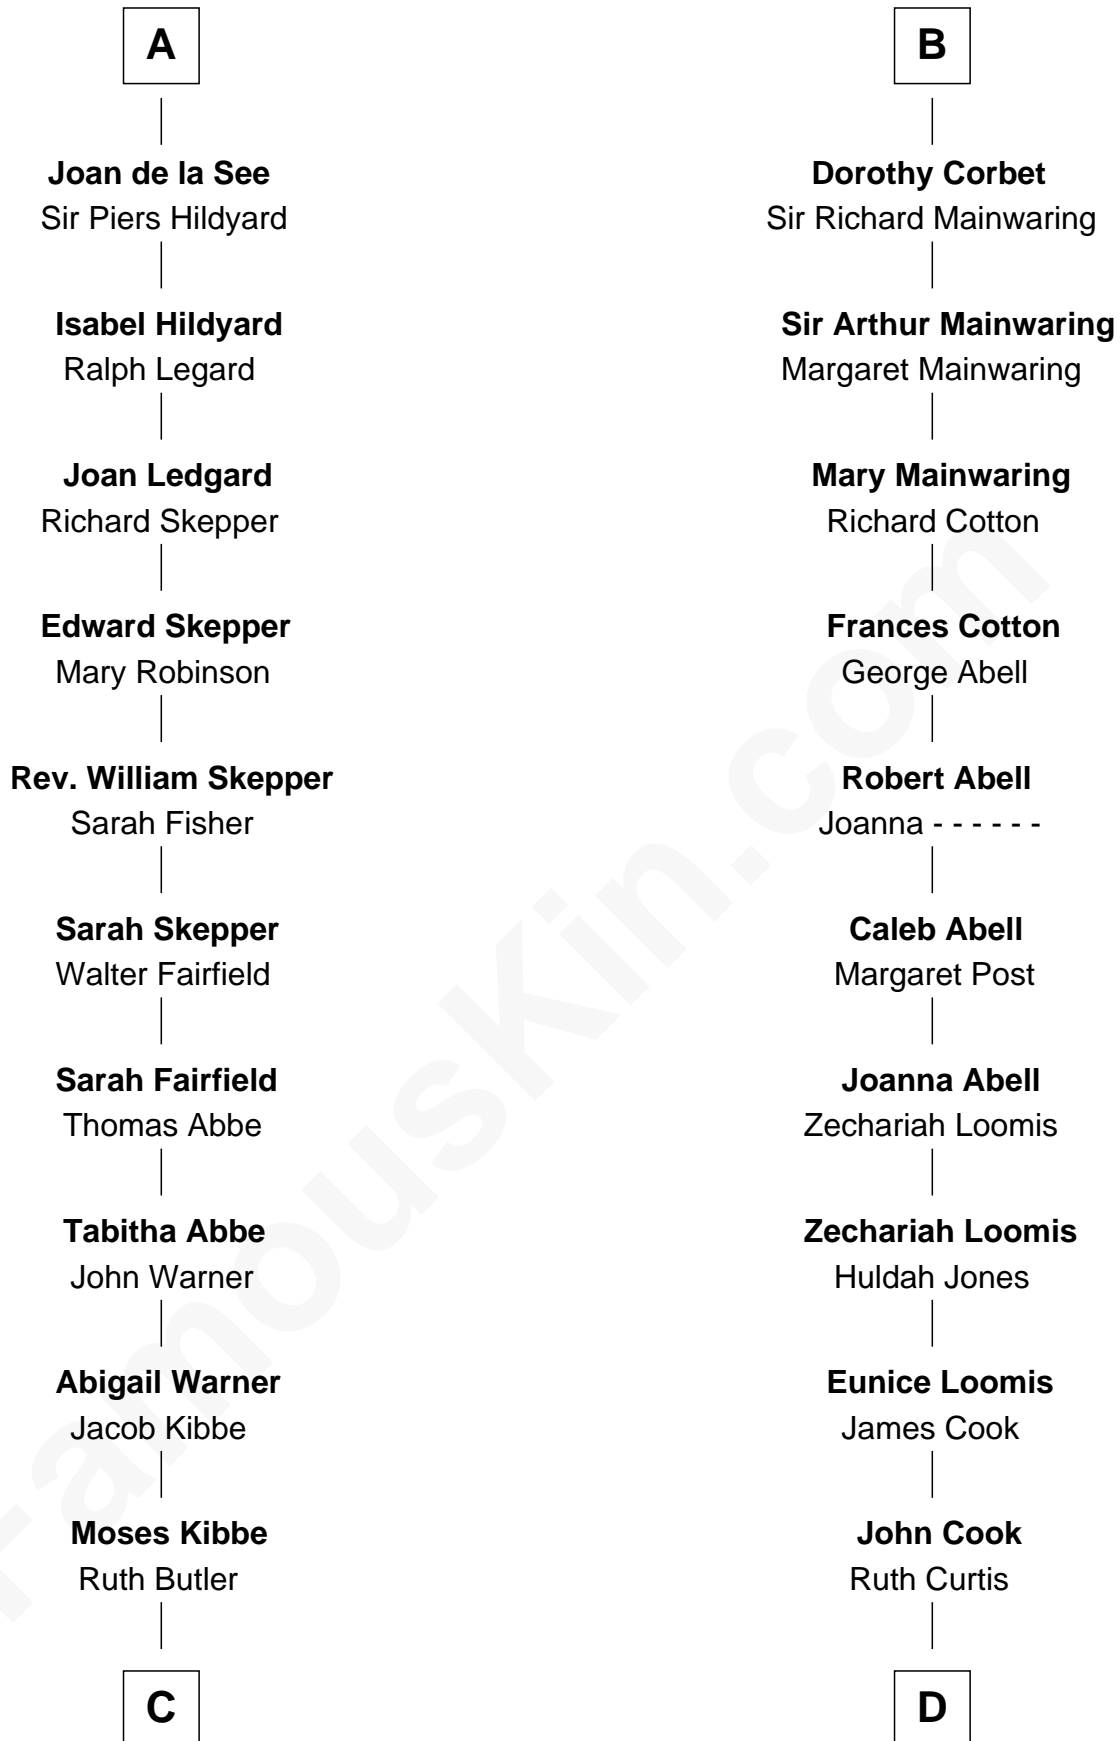 A
Joan de la See
Sir Piers Hildyard
Isabel Hildyard
Ralph Legard
Joan Ledgard
Richard Skepper
Edward Skepper
Mary Robinson
Rev. William Skepper
Sarah Fisher
Sarah Skepper
Walter Fairfield
Sarah Fairfield
Thomas Abbe
Tabitha Abbe
John Warner
Abigail Warner
Jacob Kibbe
Moses Kibbe
Ruth Butler
C
B
Dorothy Corbet
Sir Richard Mainwaring
Sir Arthur Mainwaring
Margaret Mainwaring
Mary Mainwaring
Richard Cotton
Frances Cotton
George Abell
Robert Abell
Joanna - - - - - -
Caleb Abell
Margaret Post
Joanna Abell
Zechariah Loomis
Zechariah Loomis
Huldah Jones
Eunice Loomis
James Cook
John Cook
Ruth Curtis
D
FamousKin.com